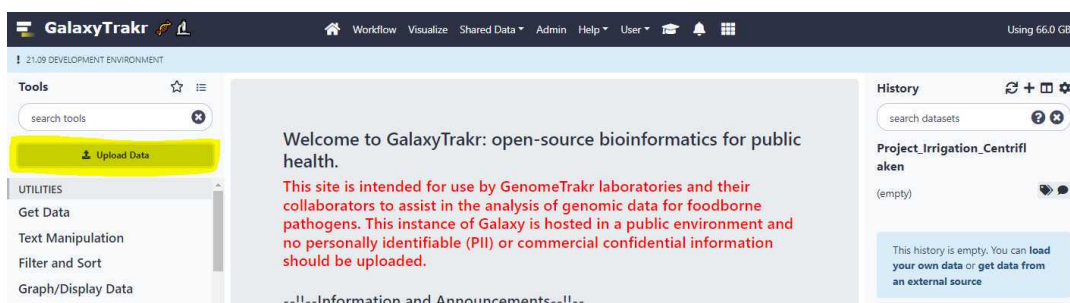 GalaxyTrakr
Workflow Visualize Shared Data Admin Help User
Using 66.0 GB
! 21.09 DEVELOPMENT ENVIRONMENT
Tools
search tools
Upload Data
UTILITIES
Get Data
Text Manipulation
Filter and Sort
Graph/Display Data
Welcome to GalaxyTrakr: open-source bioinformatics for public
health.
This site is intended for use by GenomeTrakr laboratories and their
collaborators to assist in the analysis of genomic data for foodborne
pathogens. This instance of Galaxy is hosted in a public environment and
no personally identifiable (PII) or commercial confidential information
should be uploaded.
--!!--Information and Announcements--!!--
History
search datasets
Project_Irrigation_Centrifl
aken
(empty)
This history is empty. You can load
your own data or get data from
an external source